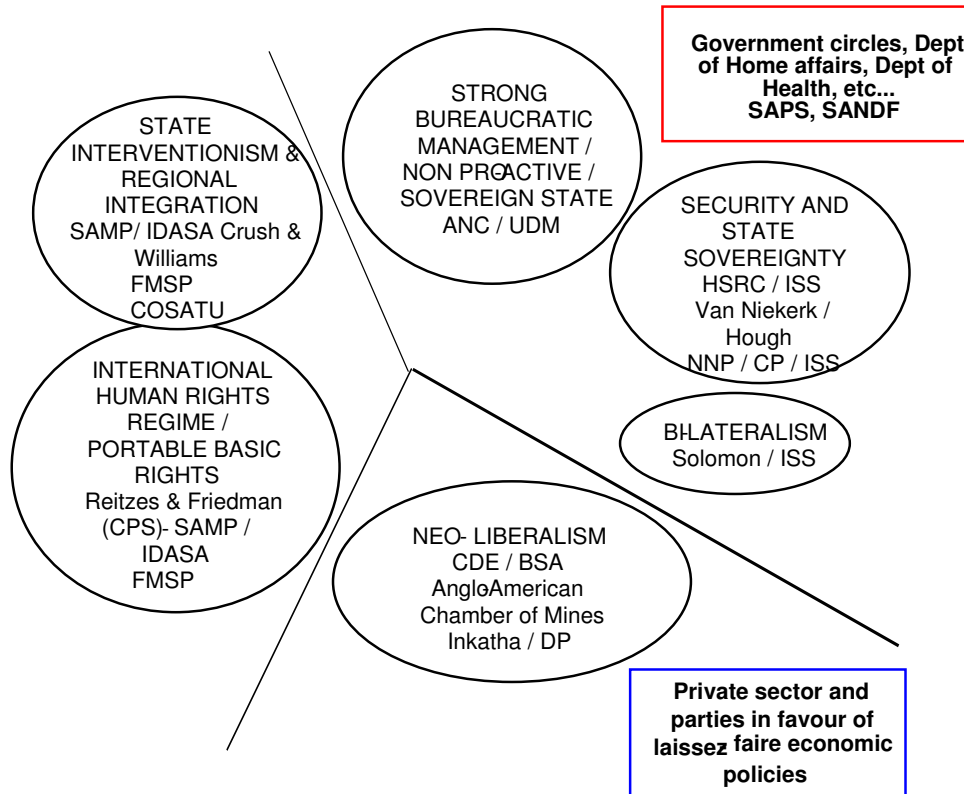 Government circles, Dept
of Home affairs, Dept of
Health, etc...
SAPS, SANDF
STRONG
BUREAUCRATIC
MANAGEMENT /
NON PRO-ACTIVE /
SOVEREIGN STATE
ANC / UDM
STATE
INTERVENTIONISM &
REGIONAL
INTEGRATION
SAMP/ IDASA Crush &
Williams
FMSP
COSATU
SECURITY AND
STATE
SOVEREIGNTY
HSRC / ISS
Van Niekerk /
Hough
NNP / CP / ISS
INTERNATIONAL
HUMAN RIGHTS
REGIME /
PORTABLE BASIC
RIGHTS
Reitzes & Friedman
(CPS)- SAMP /
IDASA
FMSP
BI-LATERALISM
Solomon / ISS
NEO- LIBERALISM
CDE / BSA
Anglo-American
Chamber of Mines
Inkatha / DP
Private sector and
parties in favour of
laissez- faire economic
policies